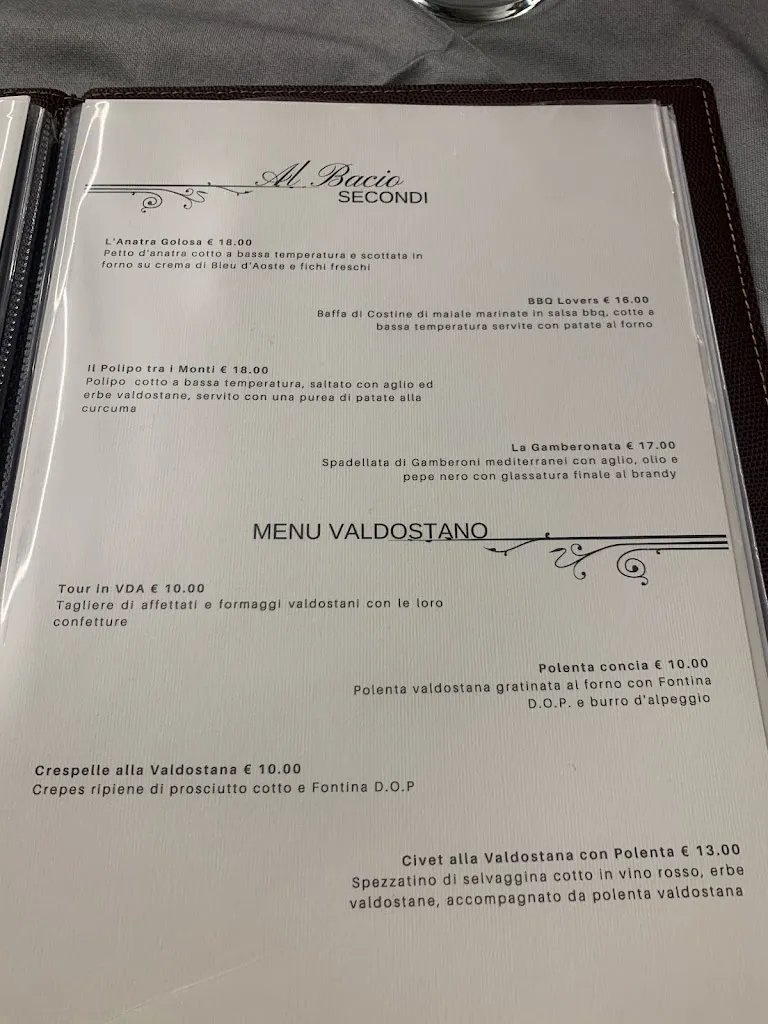 Al Bacio
SECONDI
L'Anatra Golosa € 18.00
Petto d'anatra cotto a bassa temperatura e scottata in
forno su crema di Bleu d'Aoste e fichi freschi
BBQ Lovers € 16.00
Baffa di Costine di maiale marinate in salsa bbq, cotte a
bassa temperatura servite con patate al forno
Il Polipo tra i Monti € 18.00
Polipo cotto a bassa temperatura, saltato con aglio ed
erbe valdostane, servito con una purea di patate alla
curcuma
La Gamberonata € 17.00
Spadellata di Gamberoni mediterranei con aglio, olio e
pepe nero con glassatura finale al brandy
MENU VALDOSTANO
Tour in VDA € 10.00
Tagliere di affettati e formaggi valdostani con le loro
confetture
Polenta concia € 10.00
Polenta valdostana gratinata al forno con Fontina
D.O.P. e burro d'alpeggio
Crespelle alla Valdostana € 10.00
Crepes ripiene di prosciutto cotto e Fontina D.O.P
Civet alla Valdostana con Polenta € 13.00
Spezzatino di selvaggina cotto in vino rosso, erbe
valdostane, accompagnato da polenta valdostana